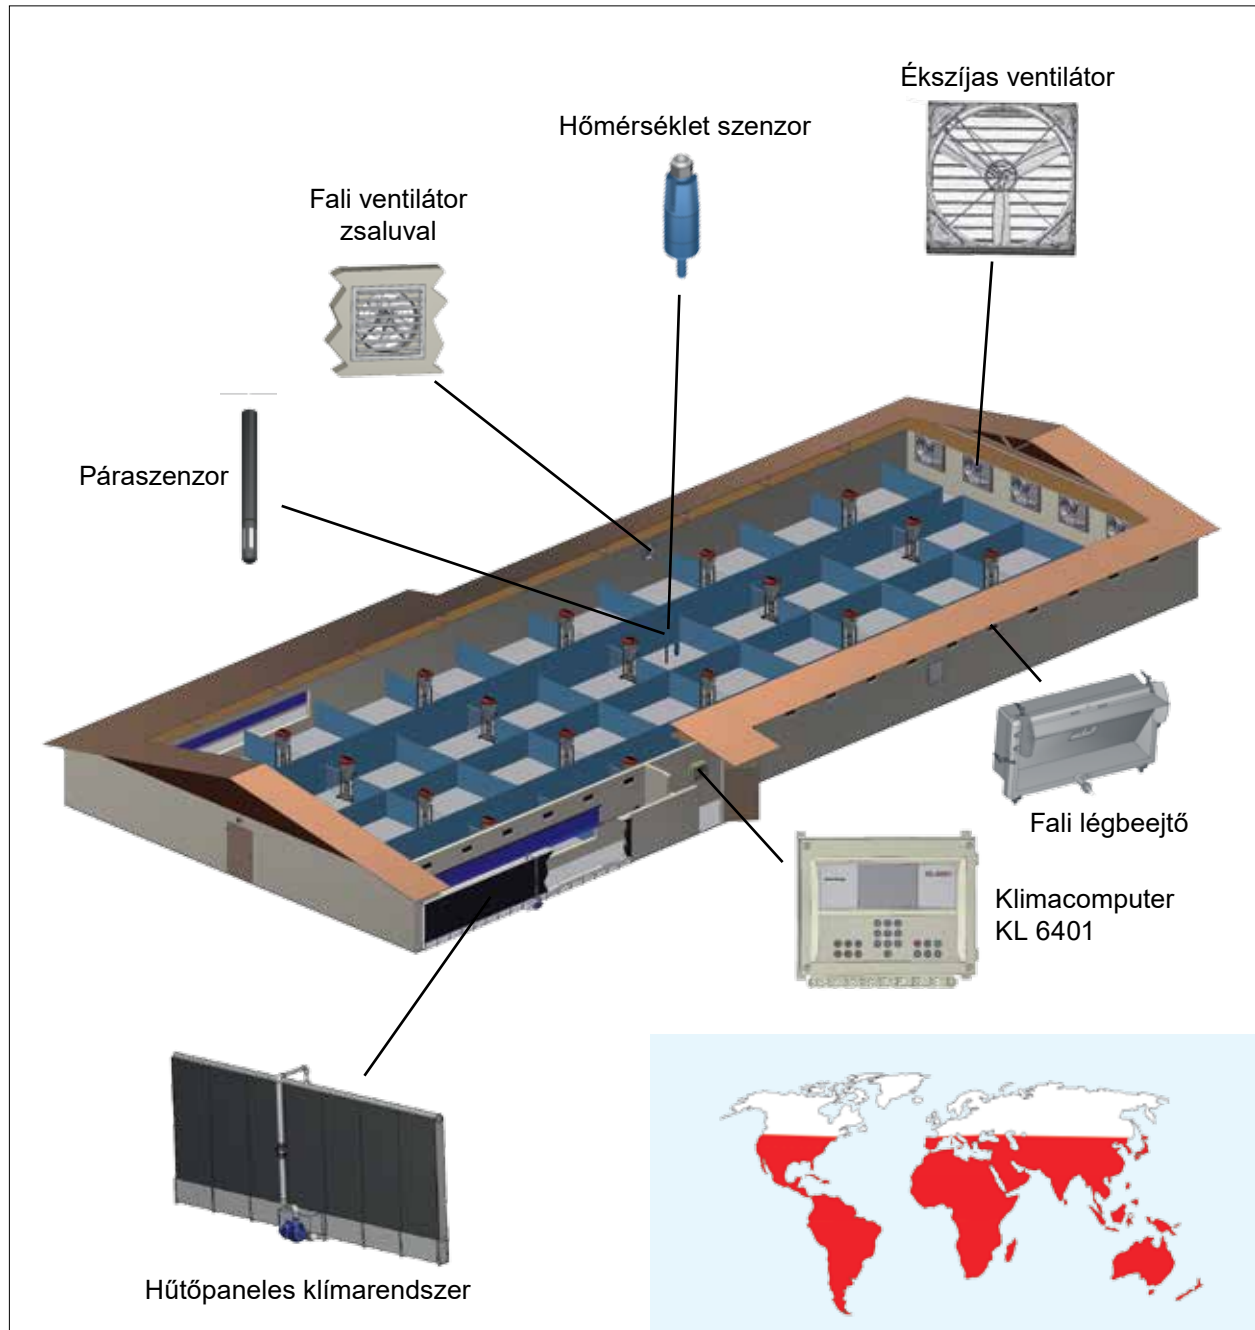 Ékszíjas ventilátor
Hőmérséklet szenzor
Fali ventilátor
zsaluval
Páraszenzor
Fali légbeejtő
Klimacomputer
KL 6401
Hűtőpaneles klímarendszer